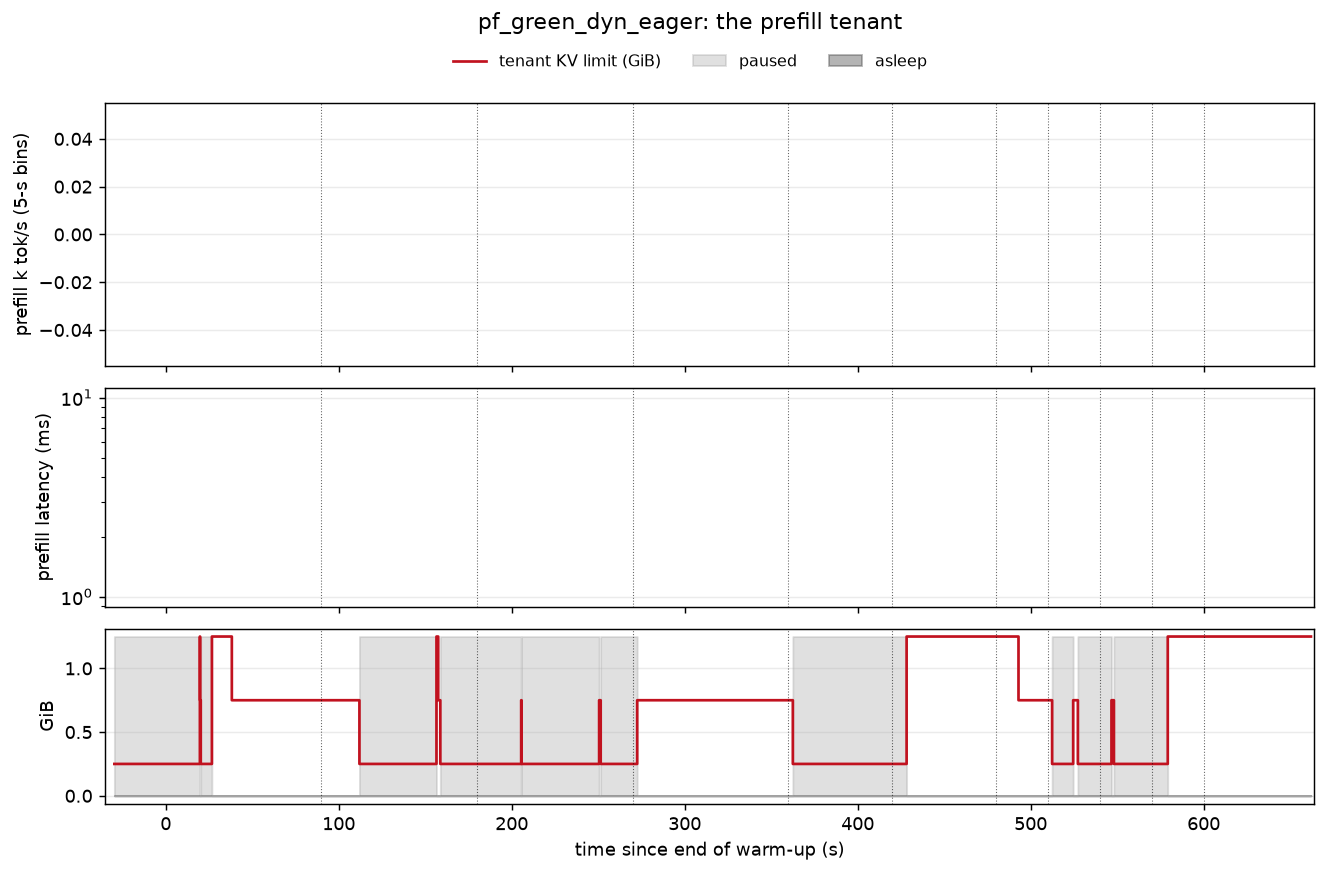 pf_green_dyn_eager: the prefill tenant
tenant KV limit (GiB) paused asleep
prefill k tok/s (5-s bins)
0.04
0.02
0.00
−0.02
−0.04
prefill latency (ms)
10¹
10⁰
GiB
1.0
0.5
0.0
0 100 200 300 400 500 600
time since end of warm-up (s)